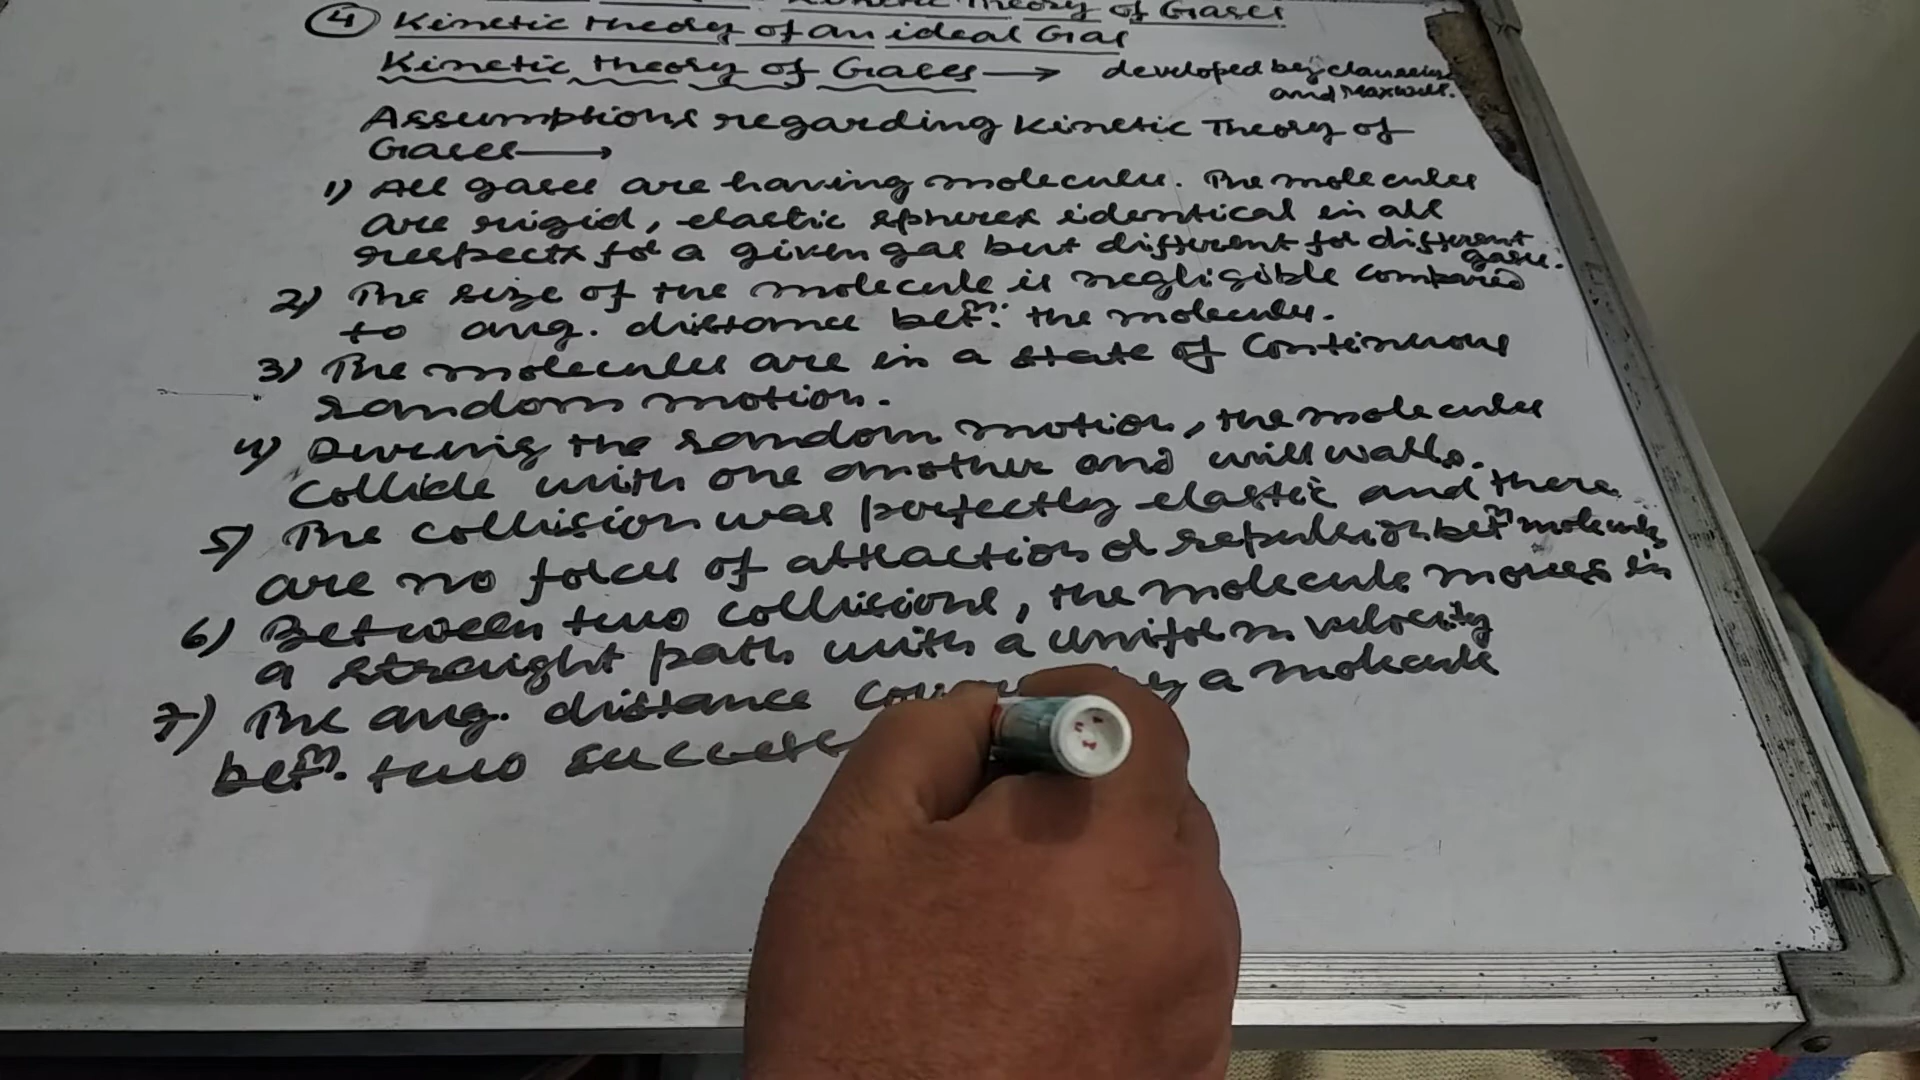 Kinetic Theory of Gases
4 Kinetic theory of an ideal Gas
Kinetic theory of Gases → developed by Clausius
and Maxwell.
Assumptions regarding Kinetic Theory of
Gases →
1) All gases are having molecules. The molecules
are rigid, elastic spheres identical in all
respects for a given gas but different for different
gases.
2) The size of the molecule is negligible compared
to avg. distance betn. the molecules.
3) The molecules are in a state of continuous
random motion.
4) During the random motion, the molecules
collide with one another and will walls.
5) The collision was perfectly elastic and there
are no forces of attraction or repulsion betn molecules
6) Between two collisions, the molecule moves in
a straight path with a uniform velocity
7) The avg. distance by a molecule
betn. two